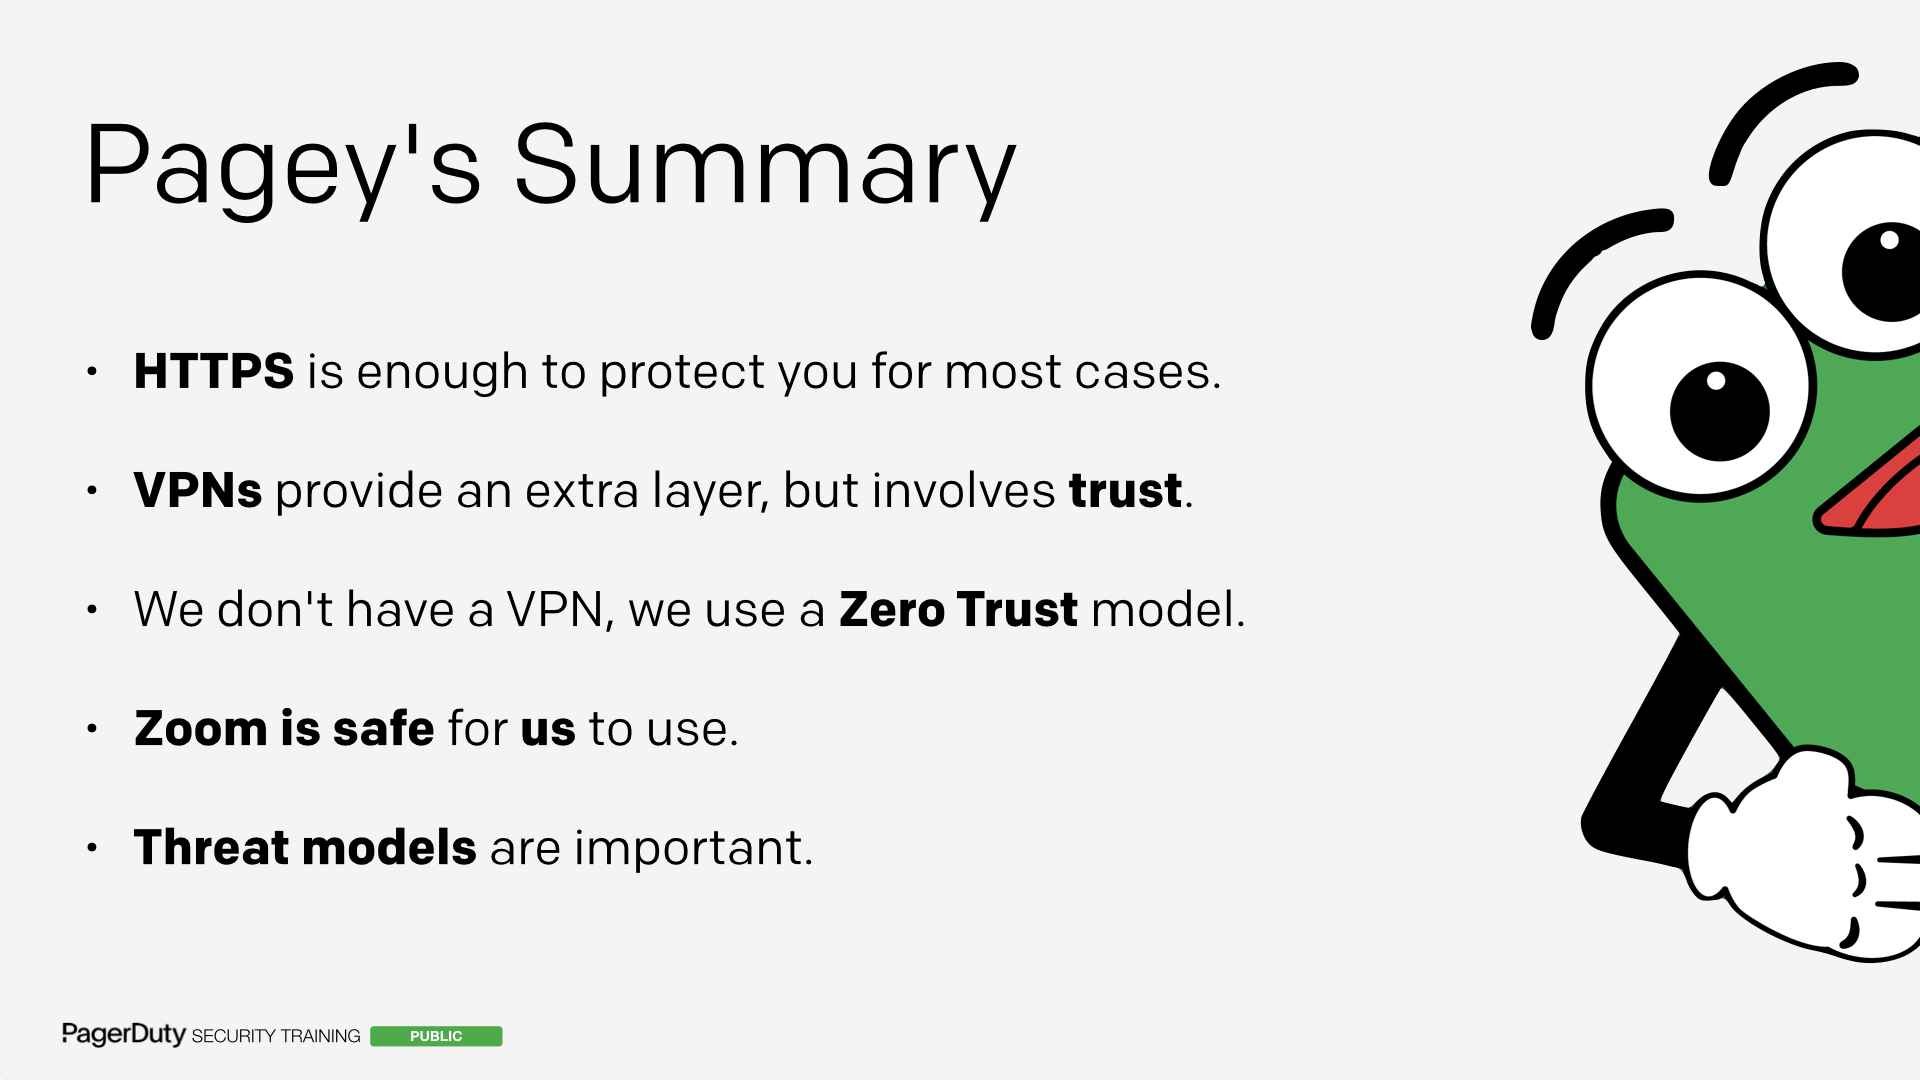 Pagey's Summary
• HTTPS is enough to protect you for most cases.
• VPNs provide an extra layer, but involves trust.
• We don't have a VPN, we use a Zero Trust model.
• Zoom is safe for us to use.
• Threat models are important.
PagerDuty SECURITY TRAINING PUBLIC